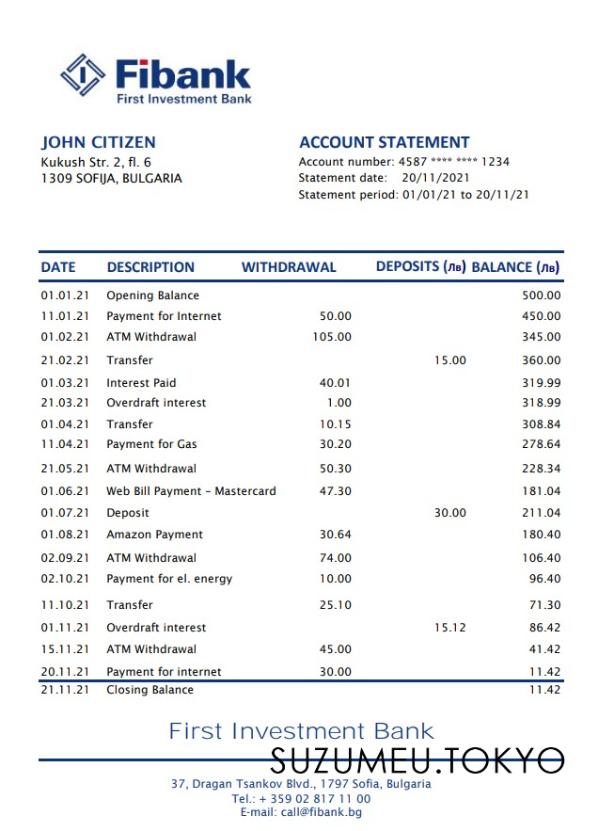 Fibank
First Investment Bank
JOHN CITIZEN
Kukush Str. 2, fl. 6
1309 SOFIJA, BULGARIA
ACCOUNT STATEMENT
Account number: 4587 **** **** 1234
Statement date: 20/11/2021
Statement period: 01/01/21 to 20/11/21
DATE DESCRIPTION WITHDRAWAL DEPOSITS (лв) BALANCE (лв)
01.01.21 Opening Balance 500.00
11.01.21 Payment for Internet 50.00 450.00
01.02.21 ATM Withdrawal 105.00 345.00
21.02.21 Transfer 15.00 360.00
01.03.21 Interest Paid 40.01 319.99
21.03.21 Overdraft interest 1.00 318.99
01.04.21 Transfer 10.15 308.84
11.04.21 Payment for Gas 30.20 278.64
21.05.21 ATM Withdrawal 50.30 228.34
01.06.21 Web Bill Payment – Mastercard 47.30 181.04
01.07.21 Deposit 30.00 211.04
01.08.21 Amazon Payment 30.64 180.40
02.09.21 ATM Withdrawal 74.00 106.40
02.10.21 Payment for el. energy 10.00 96.40
11.10.21 Transfer 25.10 71.30
01.11.21 Overdraft interest 15.12 86.42
15.11.21 ATM Withdrawal 45.00 41.42
20.11.21 Payment for internet 30.00 11.42
21.11.21 Closing Balance 11.42
First Investment Bank
SUZUMEU.TOKYO
37, Dragan Tsankov Blvd., 1797 Sofia, Bulgaria
Tel.: + 359 02 817 11 00
E-mail: call@fibank.bg